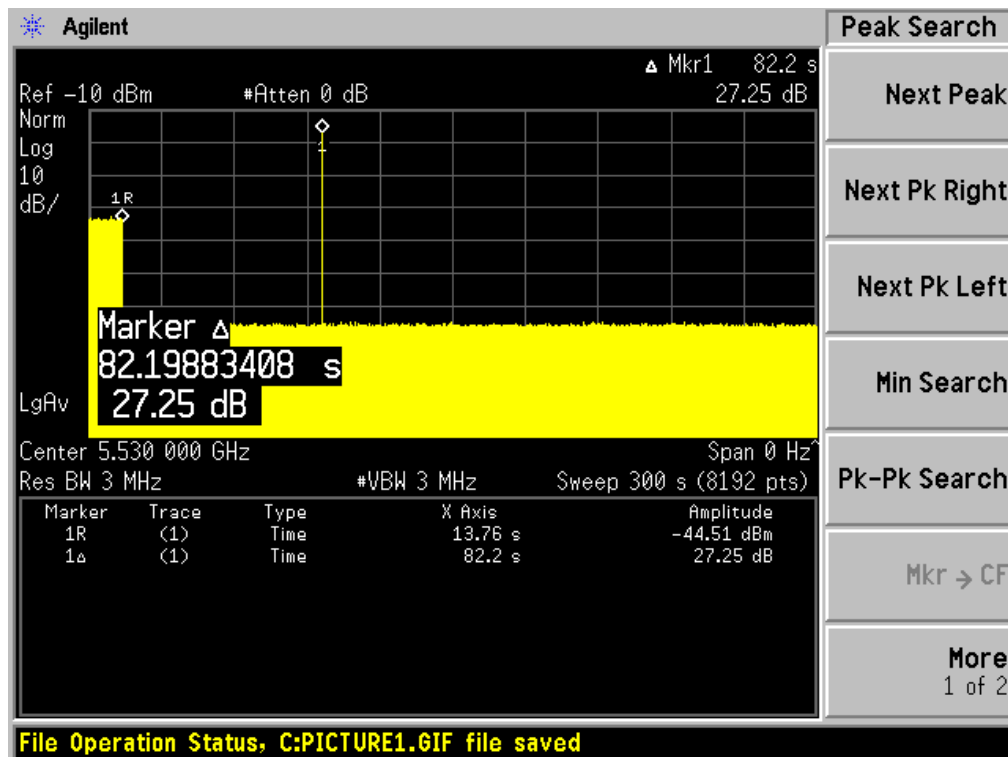 Agilent
Peak Search
Δ Mkr1 82.2 s
Ref -10 dBm #Atten 0 dB 27.25 dB
Norm
Log
10
dB/
1R
1
Marker Δ
82.19883408 s
27.25 dB
LgAv
Center 5.530 000 GHz Span 0 Hz^
Res BW 3 MHz #VBW 3 MHz Sweep 300 s (8192 pts)
Marker Trace Type X Axis Amplitude
1R (1) Time 13.76 s -44.51 dBm
1Δ (1) Time 82.2 s 27.25 dB
Next Peak
Next Pk Right
Next Pk Left
Min Search
Pk-Pk Search
Mkr → CF
More
1 of 2
File Operation Status, C:PICTURE1.GIF file saved